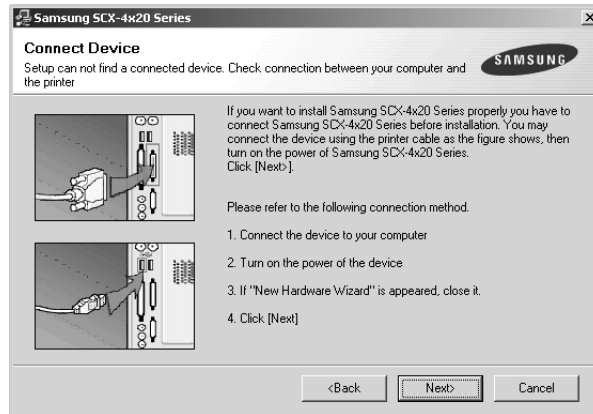 Samsung SCX-4x20 Series
Connect Device
Setup can not find a connected device. Check connection between your computer and
the printer
SAMSUNG
If you want to install Samsung SCX-4x20 Series properly you have to
connect Samsung SCX-4x20 Series before installation. You may
connect the device using the printer cable as the figure shows, then
turn on the power of Samsung SCX-4x20 Series.
Click [Next>].
Please refer to the following connection method.
1. Connect the device to your computer
2. Turn on the power of the device
3. If "New Hardware Wizard" is appeared, close it.
4. Click [Next]
<Back
Next>
Cancel